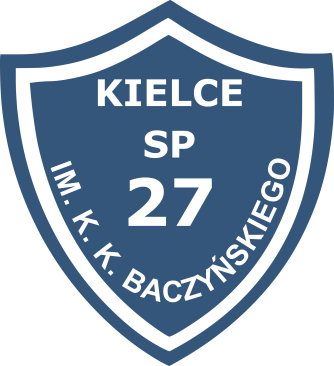 KIELCE
SP
27
IM. K. K. BACZYŃSKIEGO